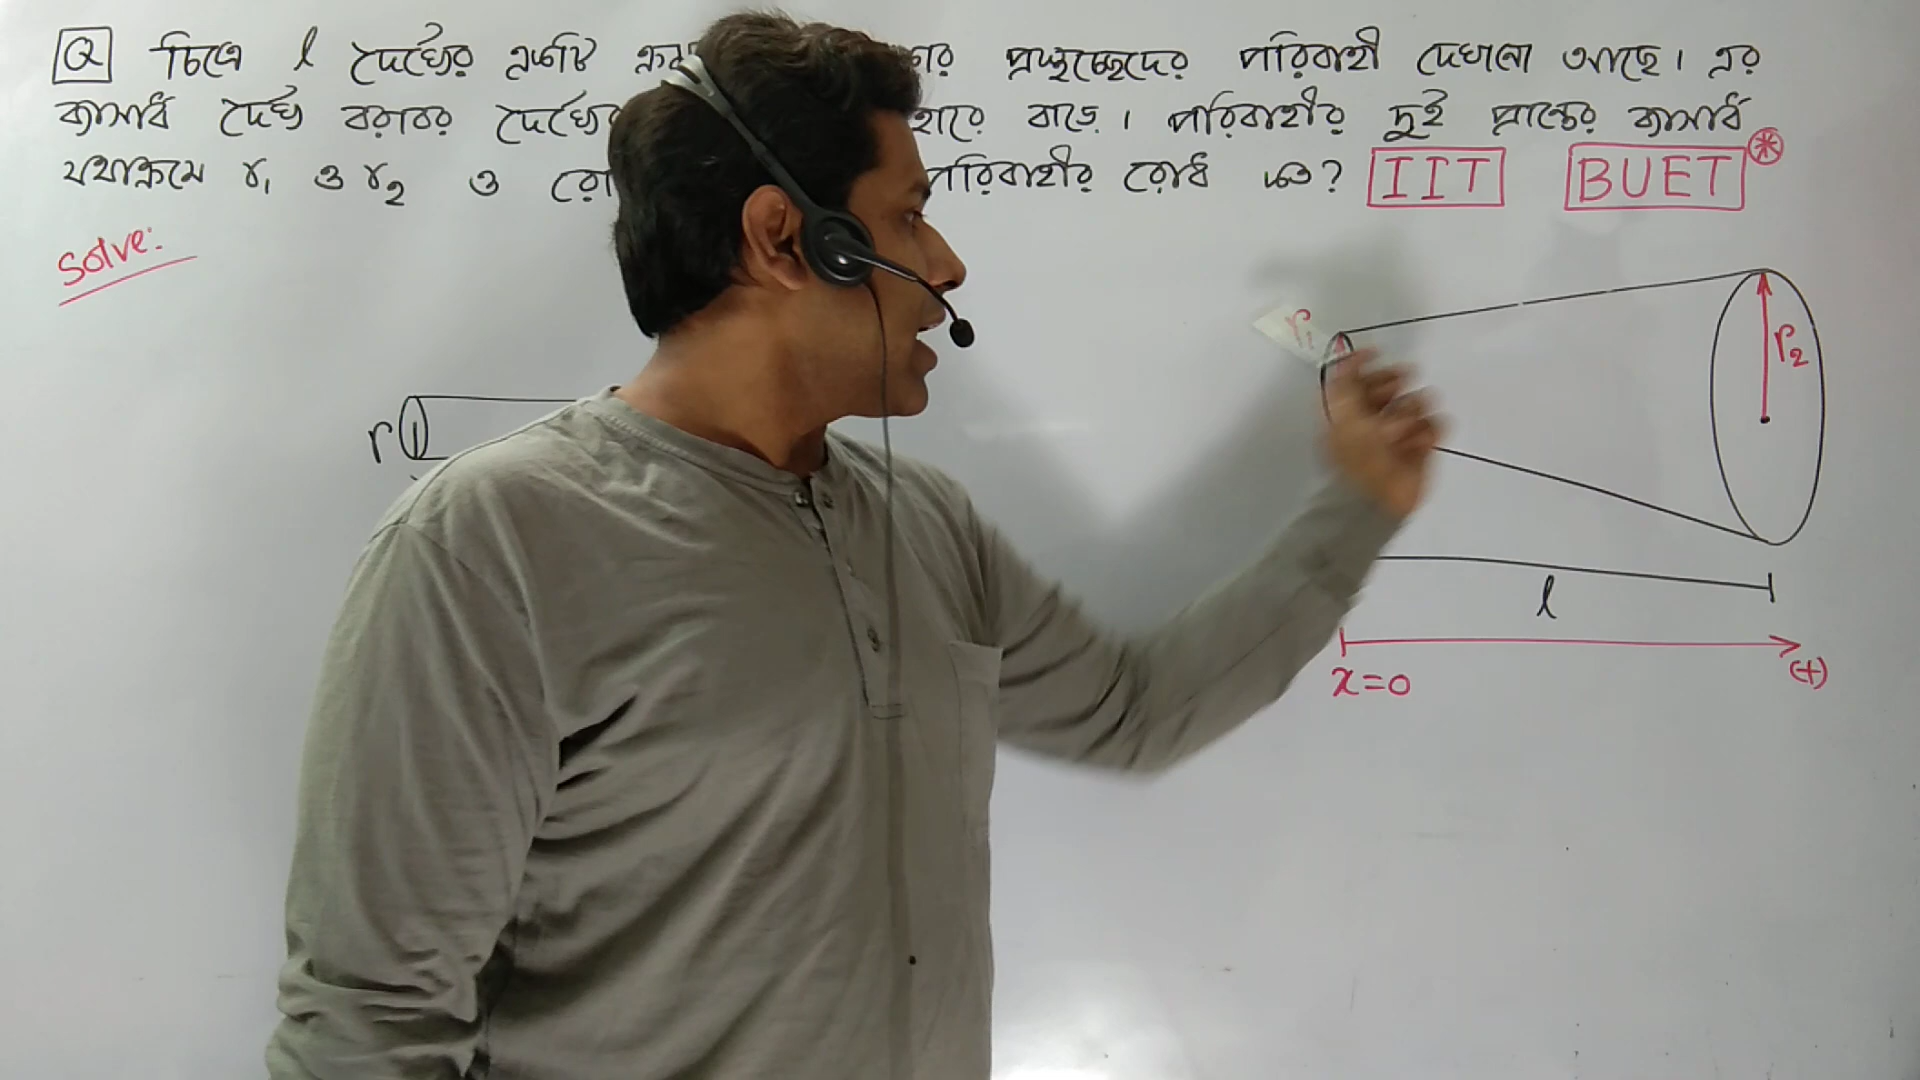 Q চিত্রে l দৈর্ঘ্যের একটি প্রস্থচ্ছেদের পরিবাহী দেখানো আছে। এর
ব্যাসার্ধ দৈর্ঘ্য বরাবর দৈর্ঘ্যের হারে বাড়ে। পরিবাহীর দুই প্রান্তের ব্যাসার্ধ
যথাক্রমে r₁ ও r₂ ও পরিবাহীর রোধ কত? IIT BUET *
Solve:
r
r₁
r₂
l
x=0
(+)